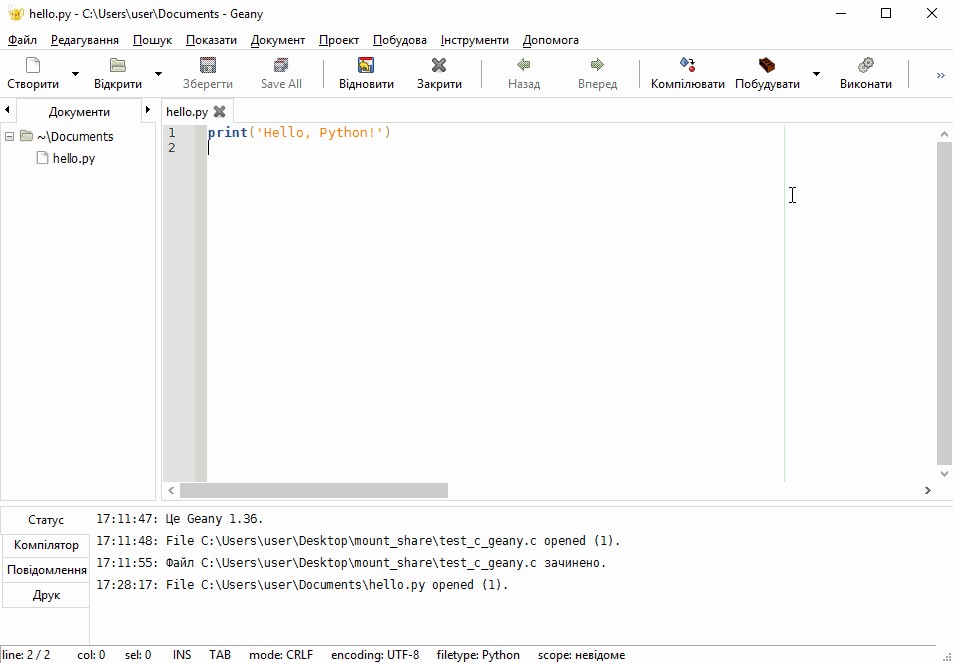 hello.py - C:\Users\user\Documents - Geany
Файл Редагування Пошук Показати Документ Проект Побудова Інструменти Допомога
Створити Відкрити Зберегти Save All Відновити Закрити Назад Вперед Компілювати Побудувати Виконати »
Документи hello.py
1 print('Hello, Python!')
~\Documents
2
hello.py
Статус 17:11:47: Це Geany 1.36.
Компілятор 17:11:48: File C:\Users\user\Desktop\mount_share\test_c_geany.c opened (1).
Повідомлення 17:11:55: Файл C:\Users\user\Desktop\mount_share\test_c_geany.c зачинено.
Друк 17:28:17: File C:\Users\user\Documents\hello.py opened (1).
line: 2 / 2 col: 0 sel: 0 INS TAB mode: CRLF encoding: UTF-8 filetype: Python scope: невідоме